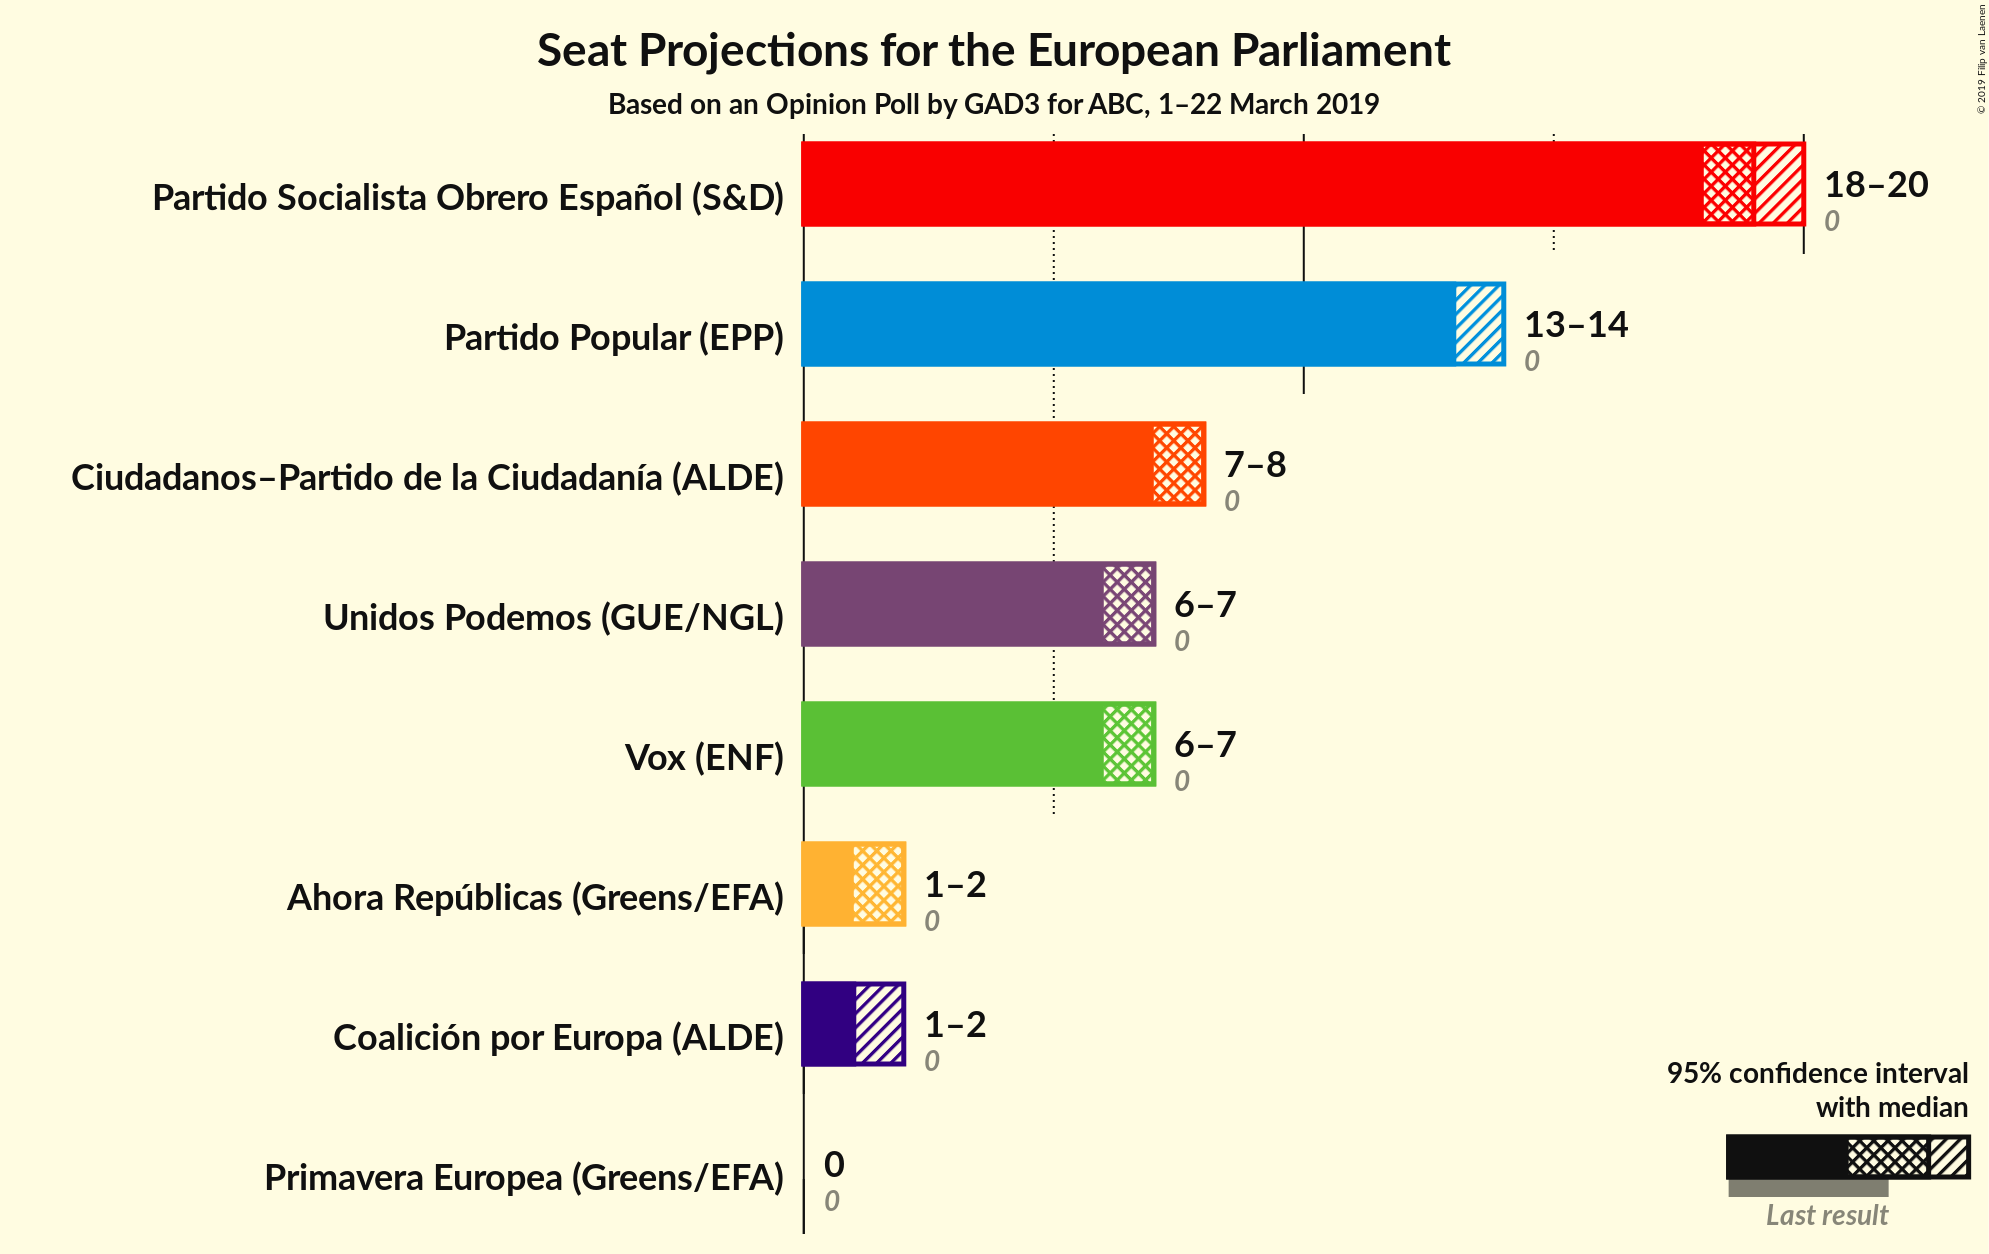 Seat Projections for the European Parliament
Based on an Opinion Poll by GAD3 for ABC, 1–22 March 2019
© 2019 Filip van Laenen
Partido Socialista Obrero Español (S&D)
18–20
0
Partido Popular (EPP)
13–14
0
Ciudadanos–Partido de la Ciudadanía (ALDE)
7–8
0
Unidos Podemos (GUE/NGL)
6–7
0
Vox (ENF)
6–7
0
Ahora Repúblicas (Greens/EFA)
1–2
0
Coalición por Europa (ALDE)
1–2
0
Primavera Europea (Greens/EFA)
0
0
95% confidence interval
with median
Last result